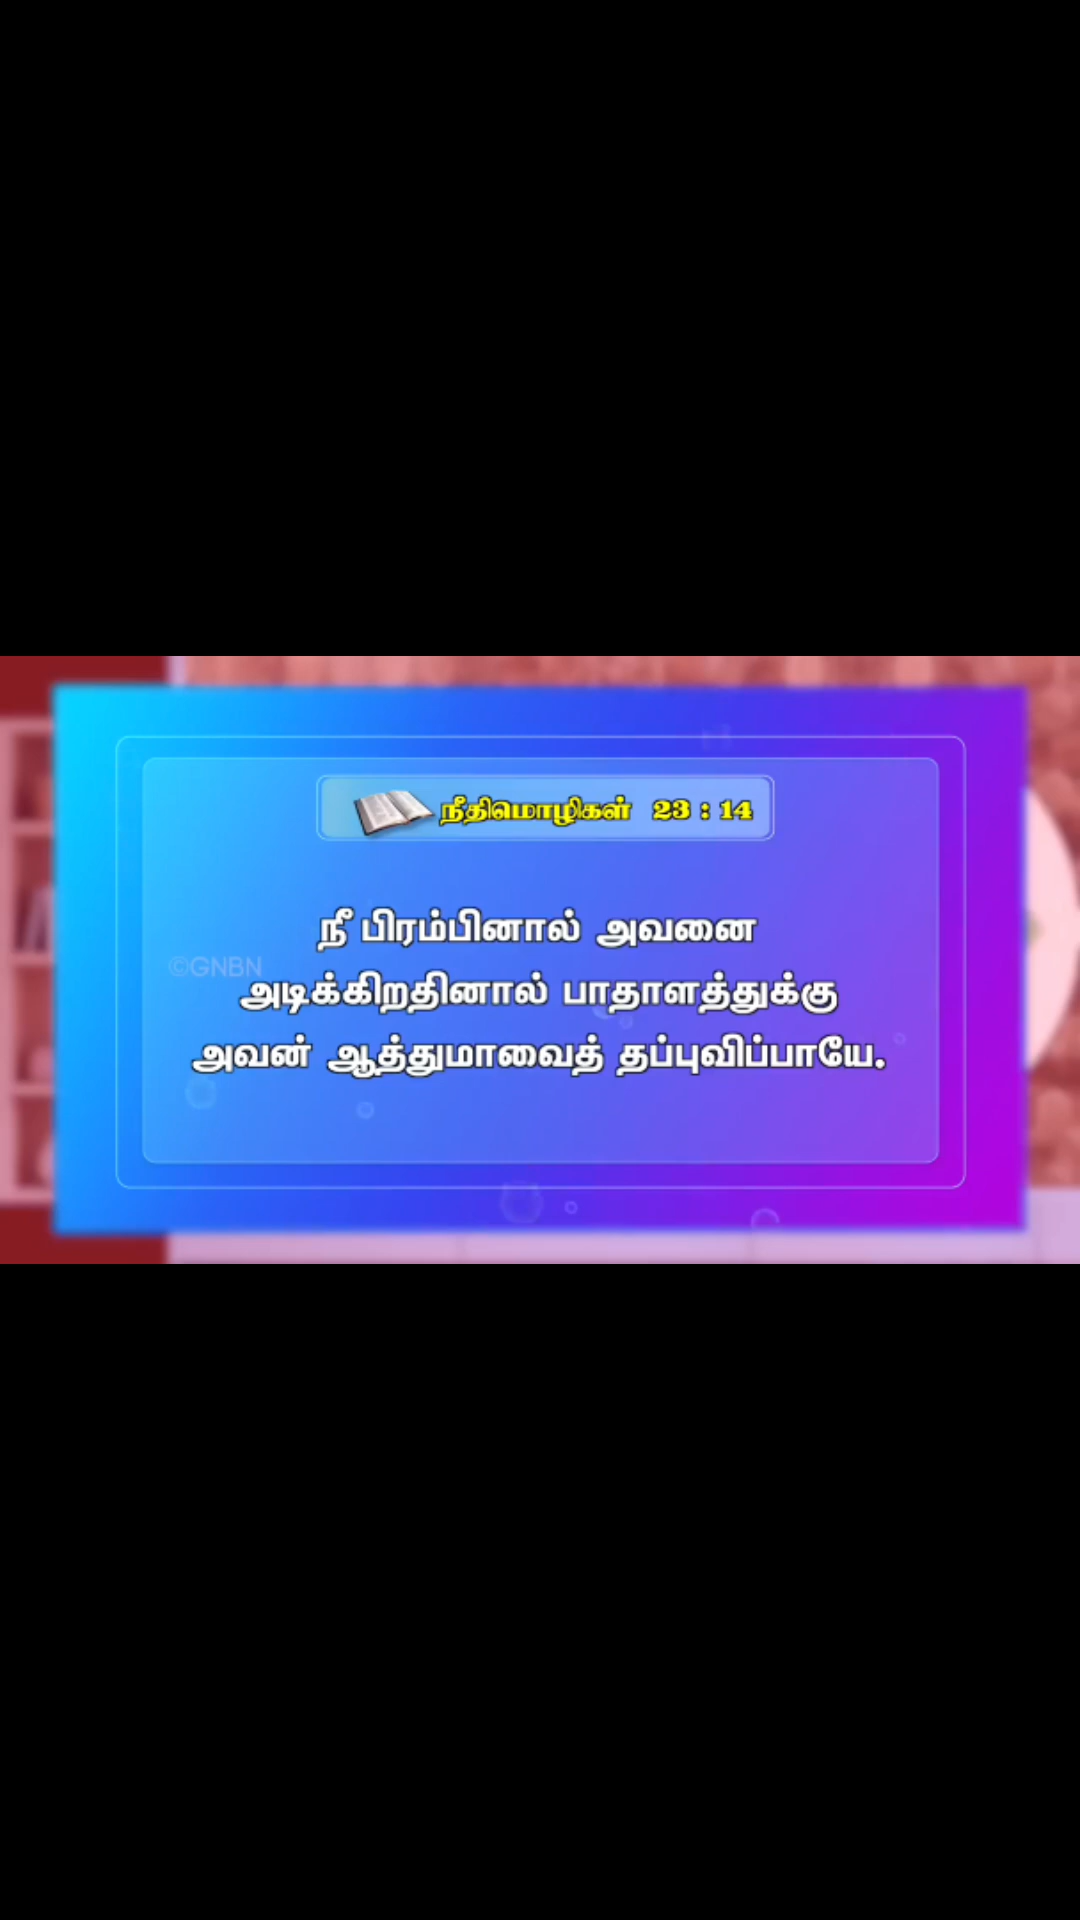 நீதிமொழிகள் 23 : 14
நீ பிரம்பினால் அவனை
©GNBN
அடிக்கிறதினால் பாதாளத்துக்கு
அவன் ஆத்துமாவைத் தப்புவிப்பாயே.